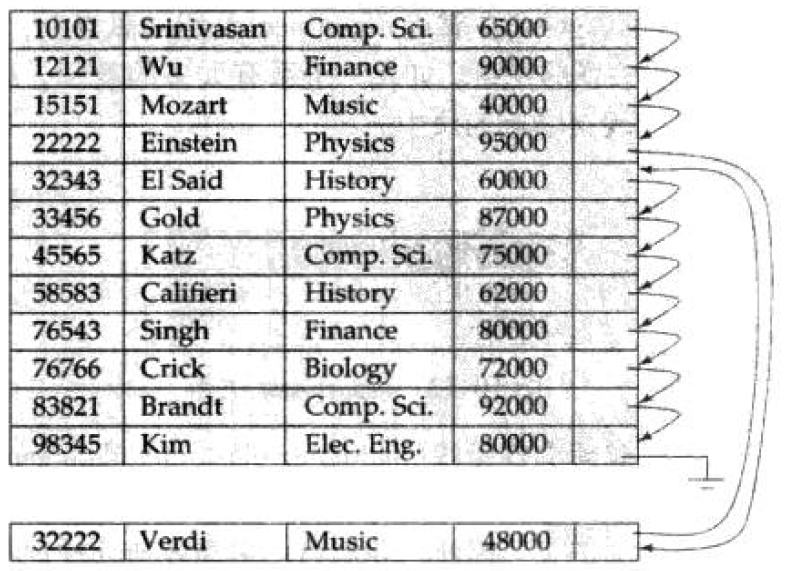 10101 Srinivasan Comp. Sci. 65000
12121 Wu Finance 90000
15151 Mozart Music 40000
22222 Einstein Physics 95000
32343 El Said History 60000
33456 Gold Physics 87000
45565 Katz Comp. Sci. 75000
58583 Califieri History 62000
76543 Singh Finance 80000
76766 Crick Biology 72000
83821 Brandt Comp. Sci. 92000
98345 Kim Elec. Eng. 80000
32222 Verdi Music 48000